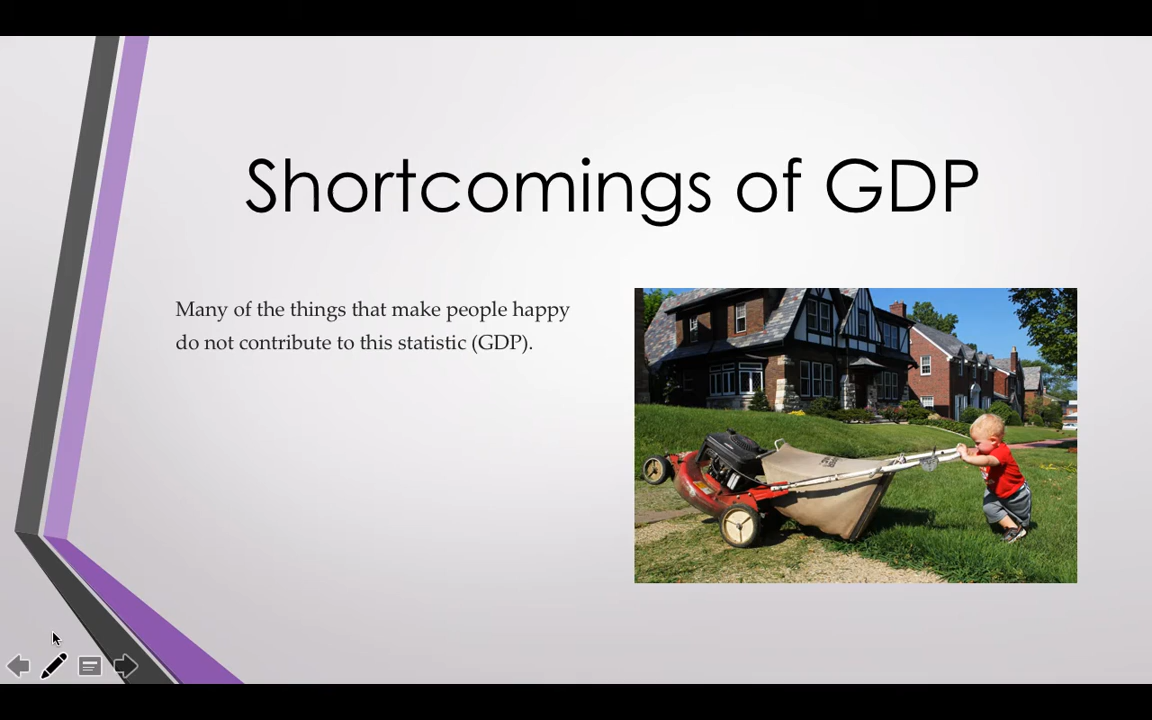 Shortcomings of GDP
Many of the things that make people happy
do not contribute to this statistic (GDP).